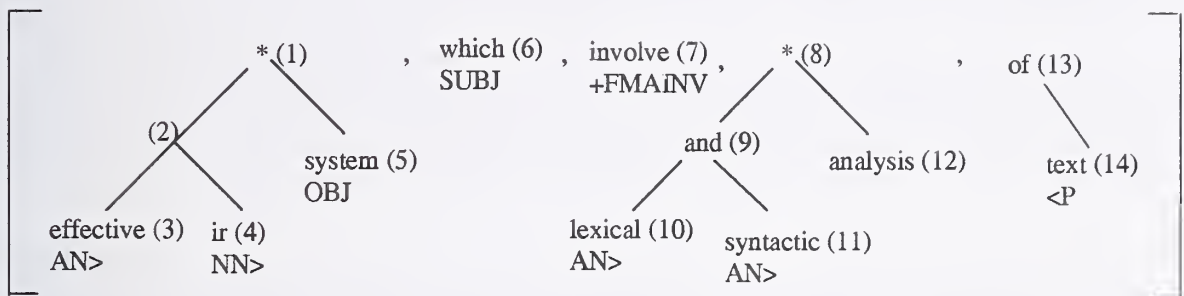 * (1) , which (6) , involve (7) , * (8) , of (13)
SUBJ +FMAINV
(2) and (9)
system (5) analysis (12) text (14)
OBJ <P
effective (3) ir (4) lexical (10) syntactic (11)
AN> NN> AN> AN>